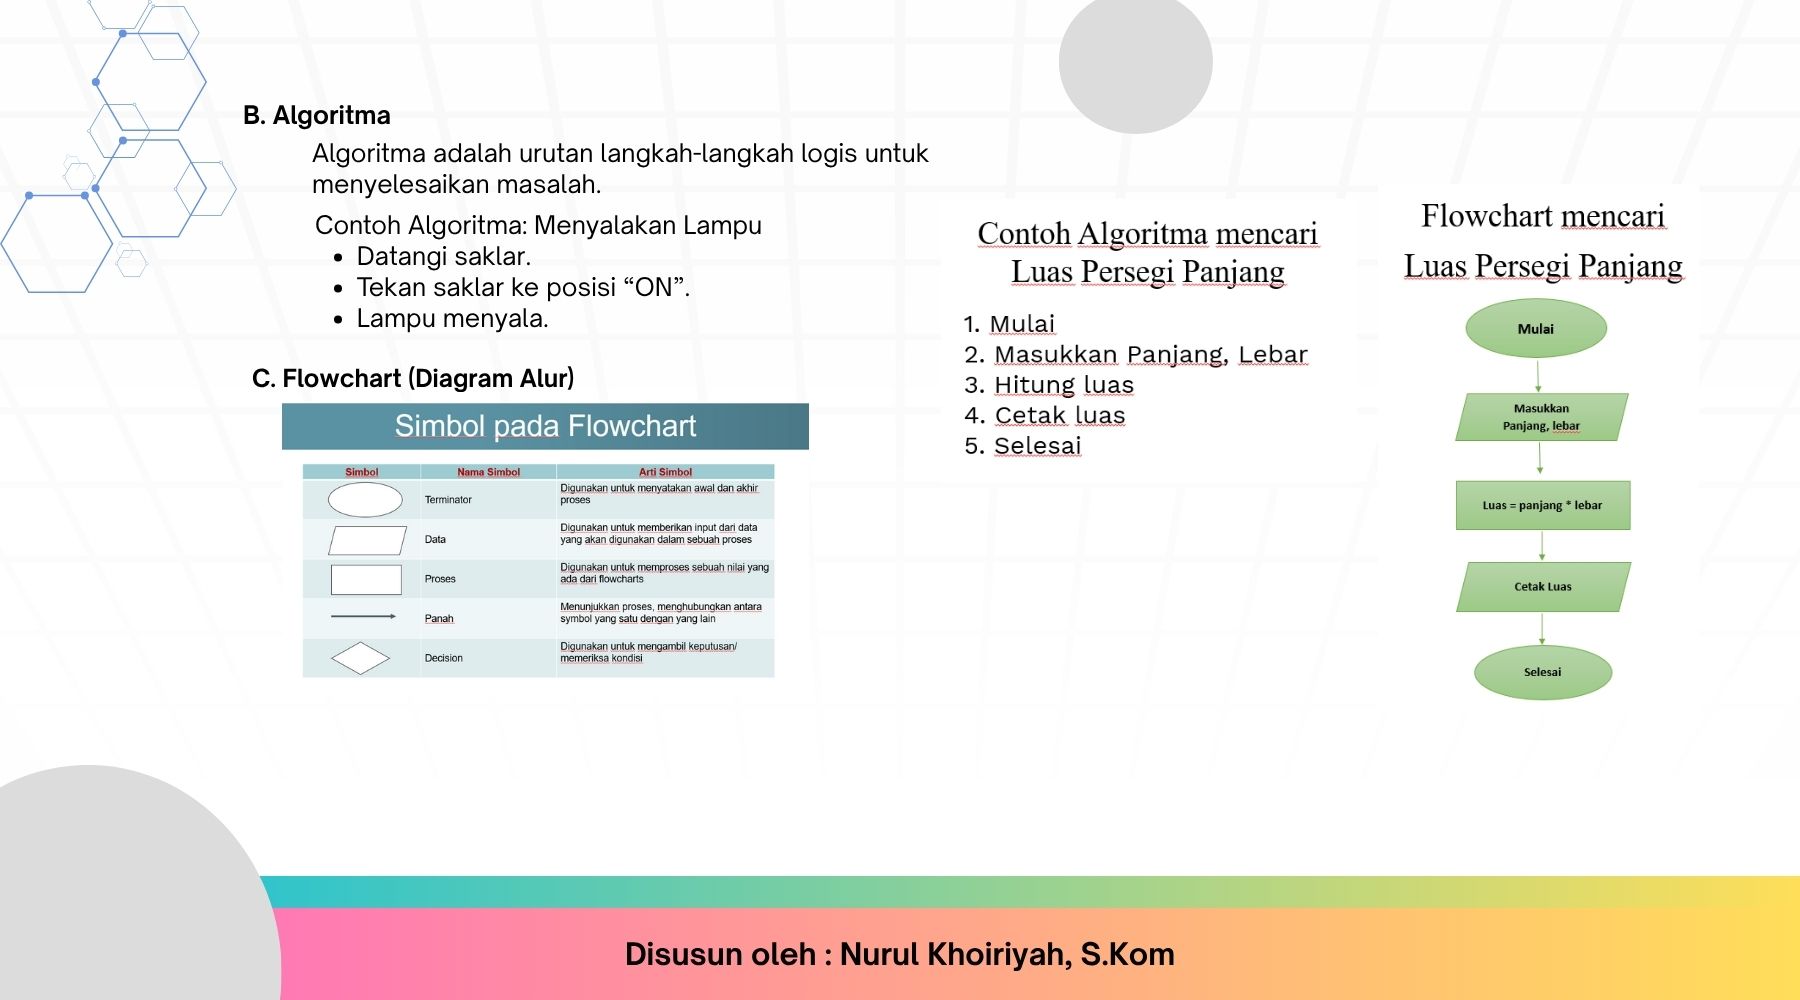 B. Algoritma
Algoritma adalah urutan langkah-langkah logis untuk
menyelesaikan masalah.
Contoh Algoritma: Menyalakan Lampu
• Datangi saklar.
• Tekan saklar ke posisi “ON”.
• Lampu menyala.
C. Flowchart (Diagram Alur)
Simbol pada Flowchart
Simbol Nama Simbol Arti Simbol
Terminator
Digunakan untuk menyatakan awal dan akhir
proses
Data
Digunakan untuk memberikan input dari data
yang akan digunakan dalam sebuah proses
Proses
Digunakan untuk memproses sebuah nilai yang
ada dari flowcharts
Panah
Menunjukkan proses, menghubungkan antara
symbol yang satu dengan yang lain
Decision
Digunakan untuk mengambil keputusan/
memeriksa kondisi
Contoh Algoritma mencari
Luas Persegi Panjang
1. Mulai
2. Masukkan Panjang, Lebar
3. Hitung luas
4. Cetak luas
5. Selesai
Flowchart mencari
Luas Persegi Panjang
Mulai
Masukkan
Panjang, lebar
Luas = panjang * lebar
Cetak Luas
Selesai
Disusun oleh : Nurul Khoiriyah, S.Kom